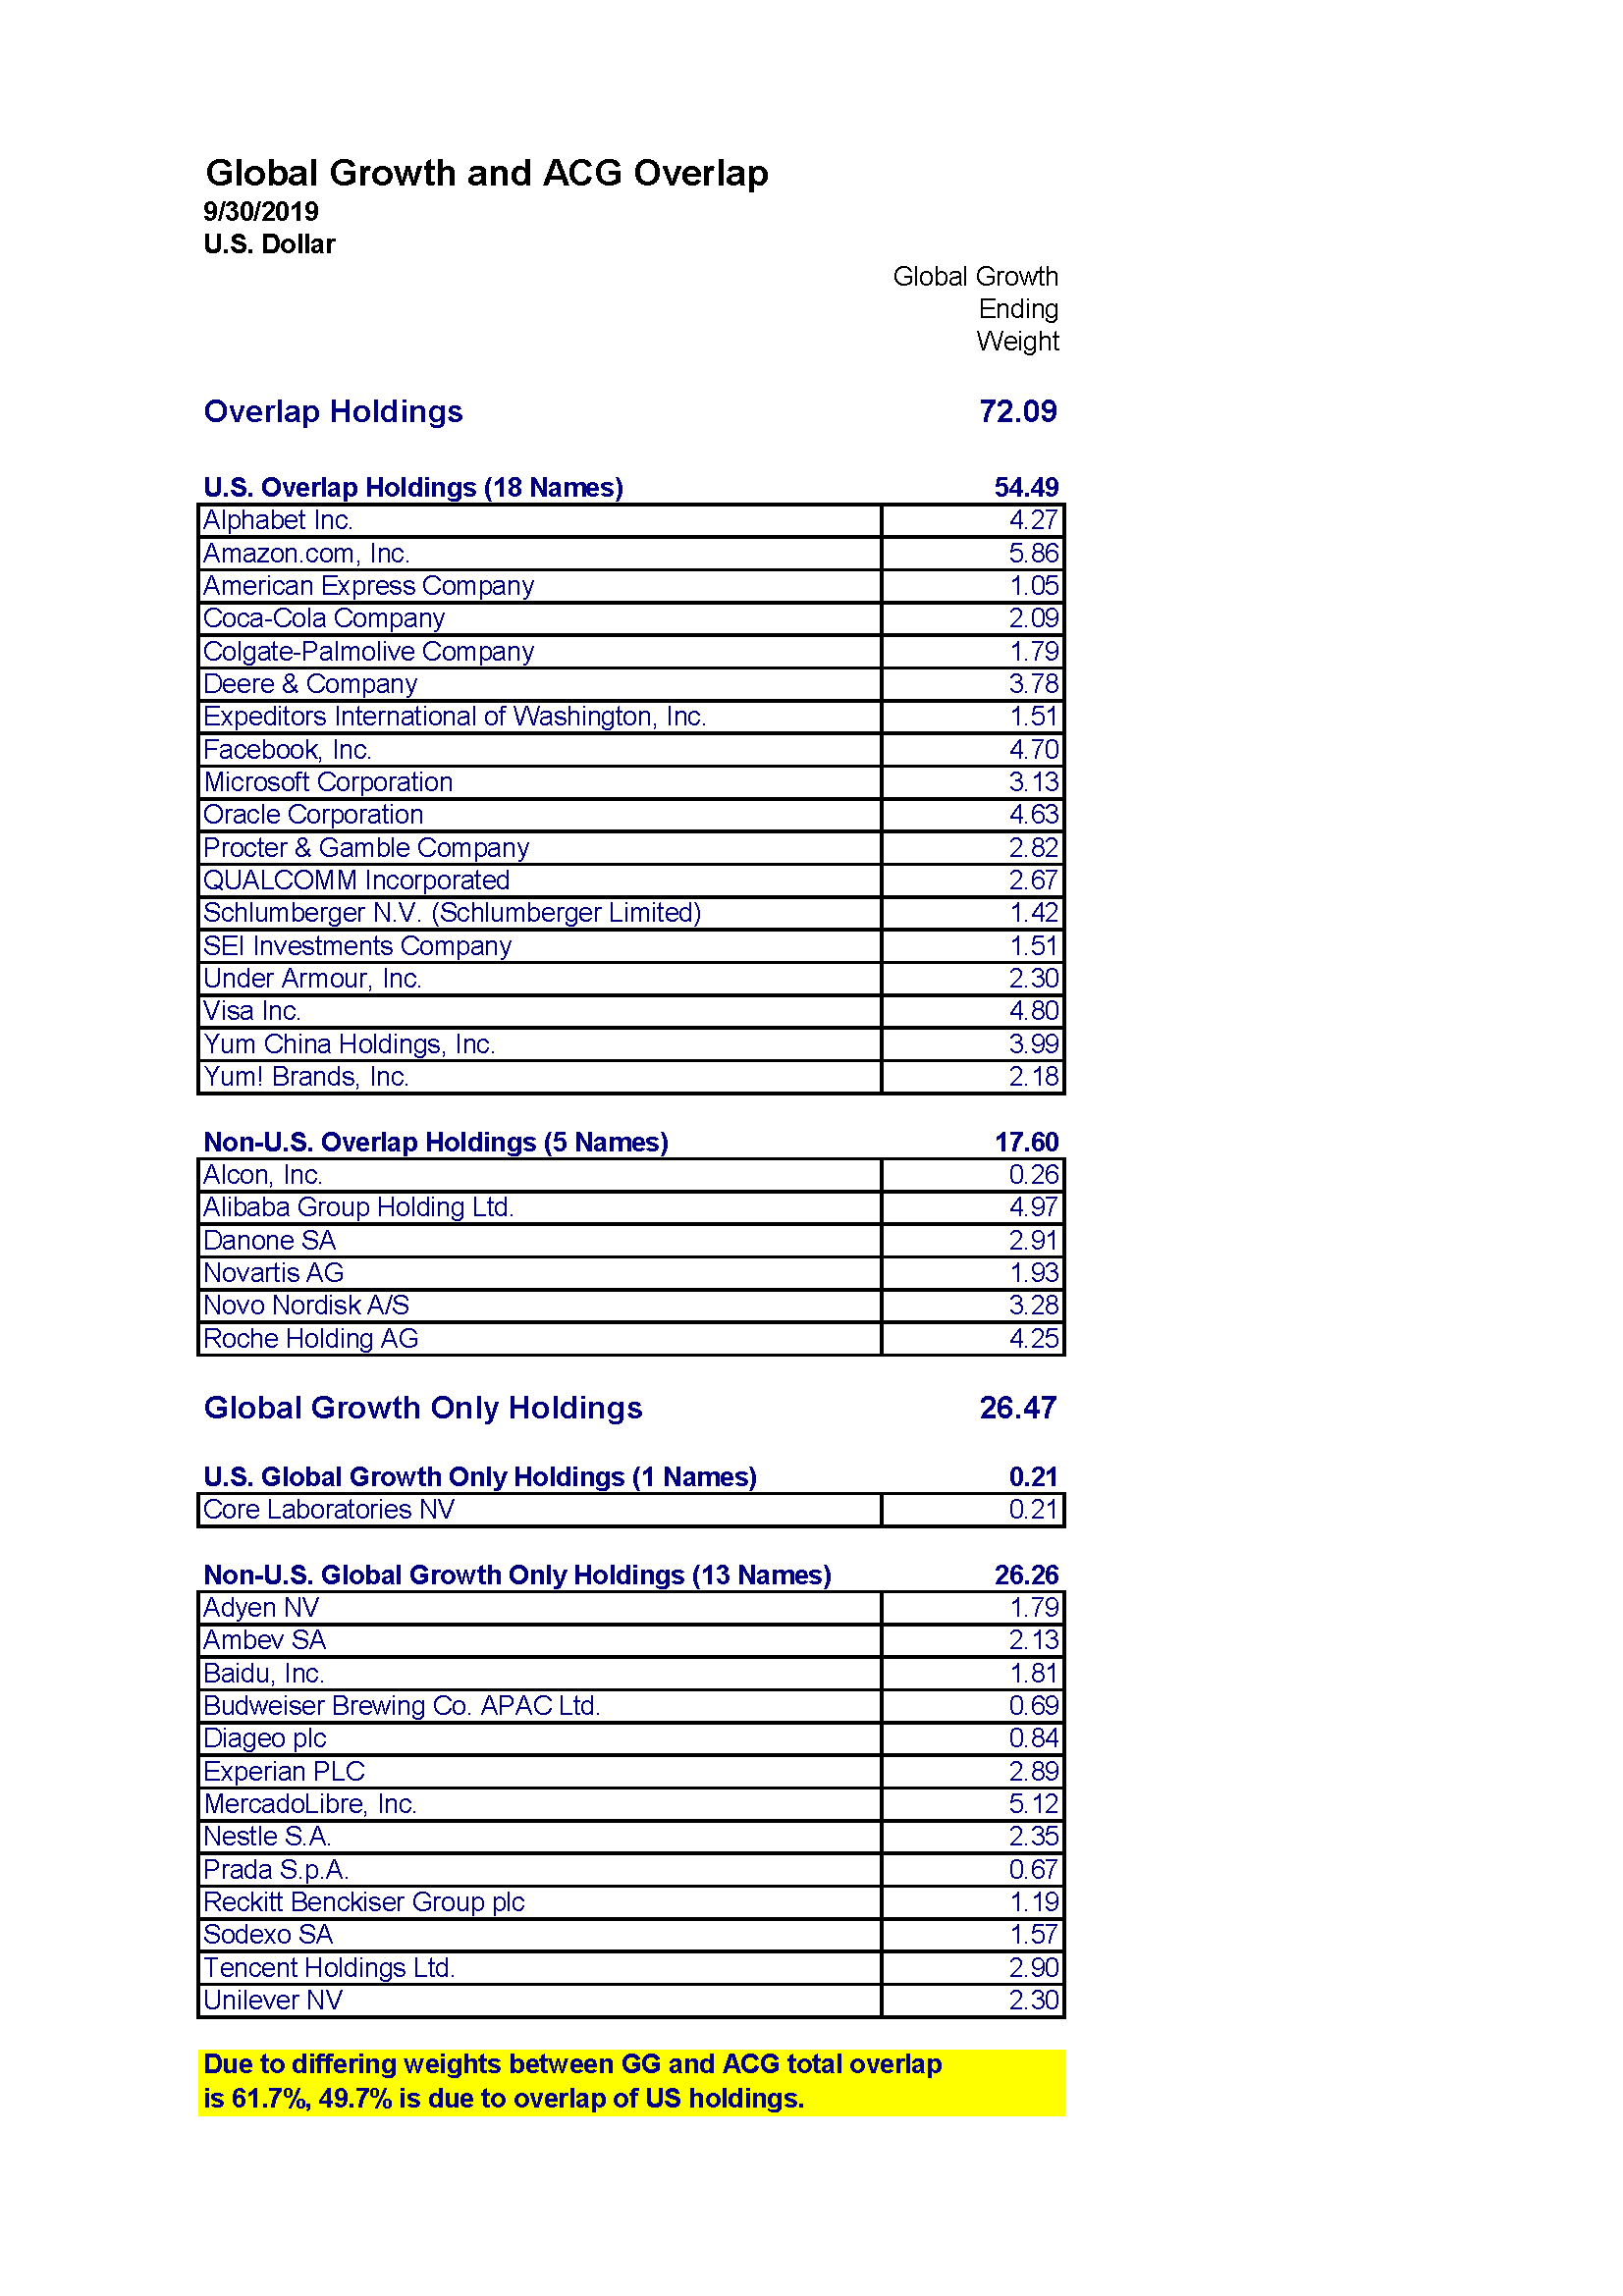 Global Growth and ACG Overlap
9/30/2019
U.S. Dollar
Global Growth
Ending
Weight
Overlap Holdings 72.09
U.S. Overlap Holdings (18 Names) 54.49
Alphabet Inc. 4.27
Amazon.com, Inc. 5.86
American Express Company 1.05
Coca-Cola Company 2.09
Colgate-Palmolive Company 1.79
Deere & Company 3.78
Expeditors International of Washington, Inc. 1.51
Facebook, Inc. 4.70
Microsoft Corporation 3.13
Oracle Corporation 4.63
Procter & Gamble Company 2.82
QUALCOMM Incorporated 2.67
Schlumberger N.V. (Schlumberger Limited) 1.42
SEI Investments Company 1.51
Under Armour, Inc. 2.30
Visa Inc. 4.80
Yum China Holdings, Inc. 3.99
Yum! Brands, Inc. 2.18
Non-U.S. Overlap Holdings (5 Names) 17.60
Alcon, Inc. 0.26
Alibaba Group Holding Ltd. 4.97
Danone SA 2.91
Novartis AG 1.93
Novo Nordisk A/S 3.28
Roche Holding AG 4.25
Global Growth Only Holdings 26.47
U.S. Global Growth Only Holdings (1 Names) 0.21
Core Laboratories NV 0.21
Non-U.S. Global Growth Only Holdings (13 Names) 26.26
Adyen NV 1.79
Ambev SA 2.13
Baidu, Inc. 1.81
Budweiser Brewing Co. APAC Ltd. 0.69
Diageo plc 0.84
Experian PLC 2.89
MercadoLibre, Inc. 5.12
Nestle S.A. 2.35
Prada S.p.A. 0.67
Reckitt Benckiser Group plc 1.19
Sodexo SA 1.57
Tencent Holdings Ltd. 2.90
Unilever NV 2.30
Due to differing weights between GG and ACG total overlap
is 61.7%, 49.7% is due to overlap of US holdings.